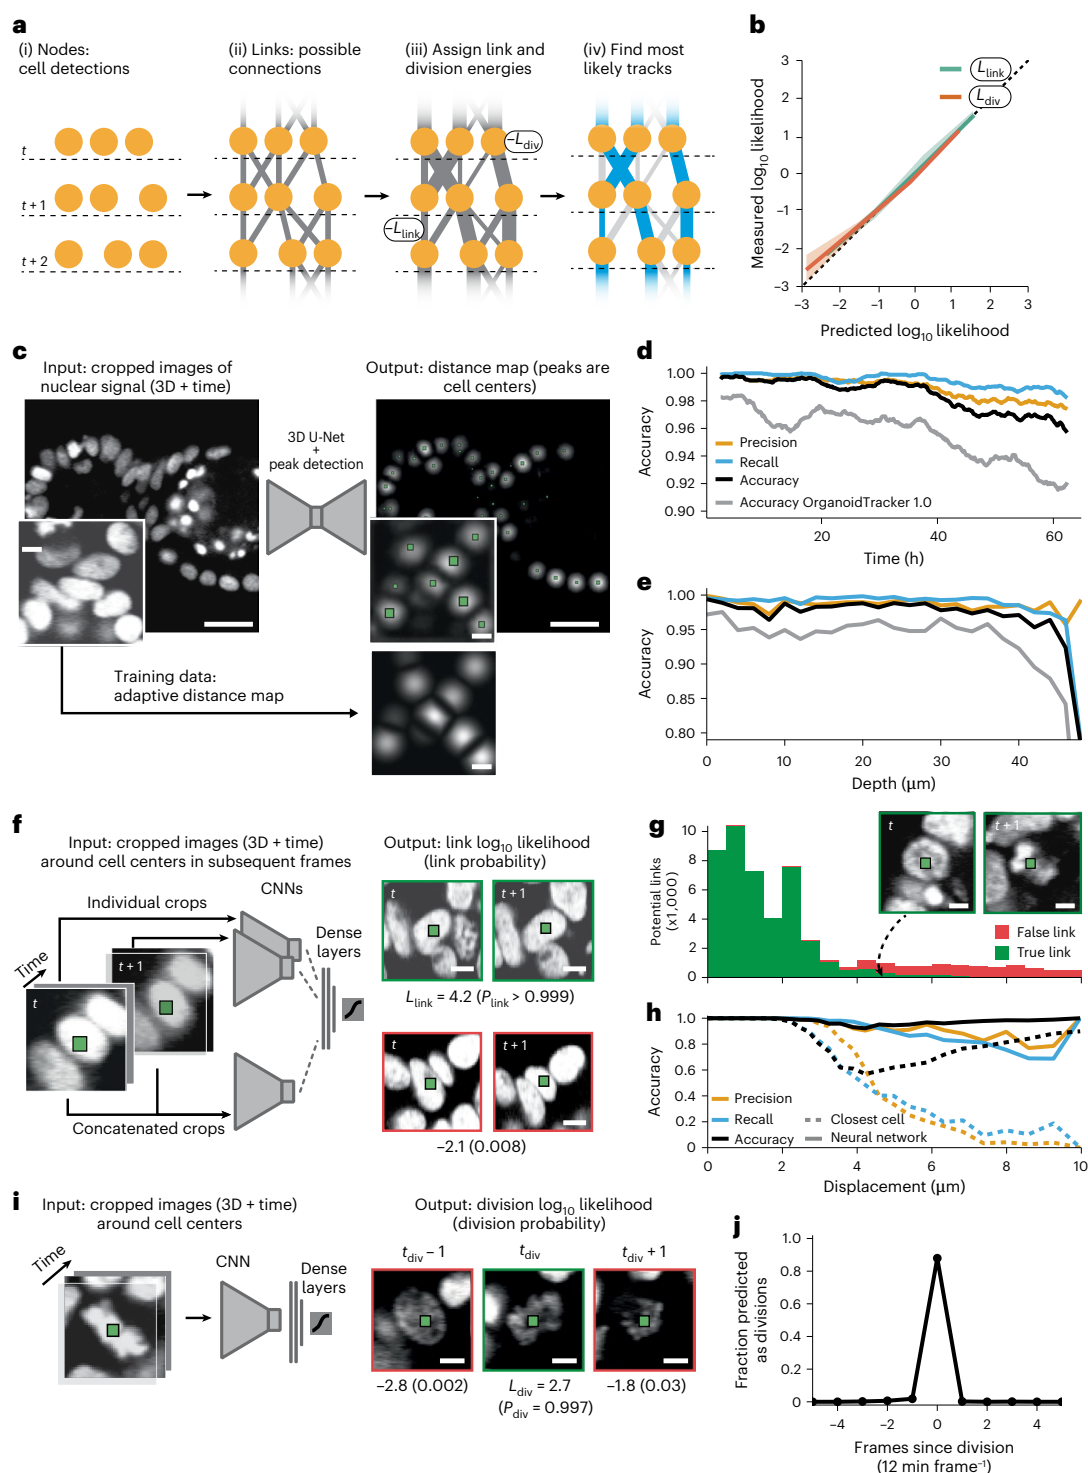 a
(i) Nodes:
cell detections
(ii) Links: possible
connections
(iii) Assign link and
division energies
(iv) Find most
likely tracks
t
t + 1
t + 2
−L_div
−L_link
b
Measured log10 likelihood
3
2
1
0
−1
−2
−3
L_link
L_div
−3 −2 −1 0 1 2 3
Predicted log10 likelihood
c
Input: cropped images of
nuclear signal (3D + time)
3D U-Net
+
peak detection
Output: distance map (peaks are
cell centers)
Training data:
adaptive distance map
d
Accuracy
1.00
0.98
0.96
0.94
0.92
0.90
Precision
Recall
Accuracy
Accuracy OrganoidTracker 1.0
20 40 60
Time (h)
e
Accuracy
1.00
0.95
0.90
0.85
0.80
0 10 20 30 40
Depth (µm)
f
Input: cropped images (3D + time)
around cell centers in subsequent frames
Individual crops
CNNs
Dense
layers
Time
t
t + 1
Concatenated crops
Output: link log10 likelihood
(link probability)
t
t + 1
L_link = 4.2 (P_link > 0.999)
t
t + 1
−2.1 (0.008)
g
Potential links
(x1,000)
10
8
6
4
2
0
t
t + 1
False link
True link
h
Accuracy
1.0
0.8
0.6
0.4
0.2
0
Precision
Recall
Accuracy
Closest cell
Neural network
0 2 4 6 8 10
Displacement (µm)
i
Input: cropped images (3D + time)
around cell centers
Time
CNN
Dense
layers
Output: division log10 likelihood
(division probability)
t_div − 1
t_div
t_div + 1
−2.8 (0.002)
L_div = 2.7
(P_div = 0.997)
−1.8 (0.03)
j
Fraction predicted
as divisions
1.0
0.8
0.6
0.4
0.2
0
−4 −2 0 2 4
Frames since division
(12 min frame⁻¹)